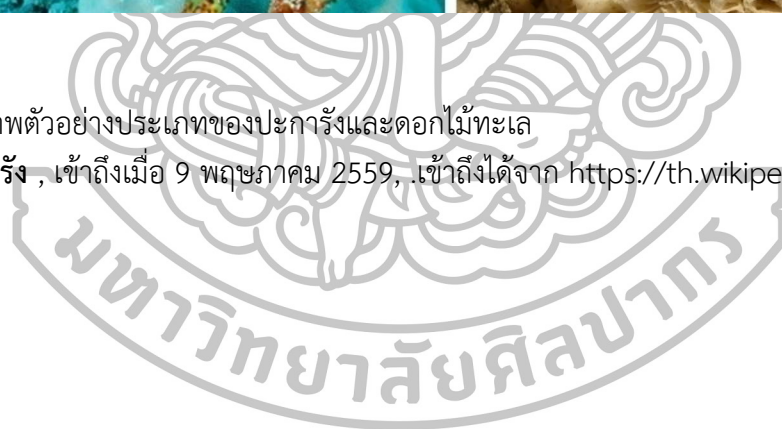 พตัวอย่างประเภทของปะการังและดอกไม้ทะเล
รัง , เข้าถึงเมื่อ 9 พฤษภาคม 2559, .เข้าถึงได้จาก https://th.wikipe
มหาวิทยาลัยศิลปากร